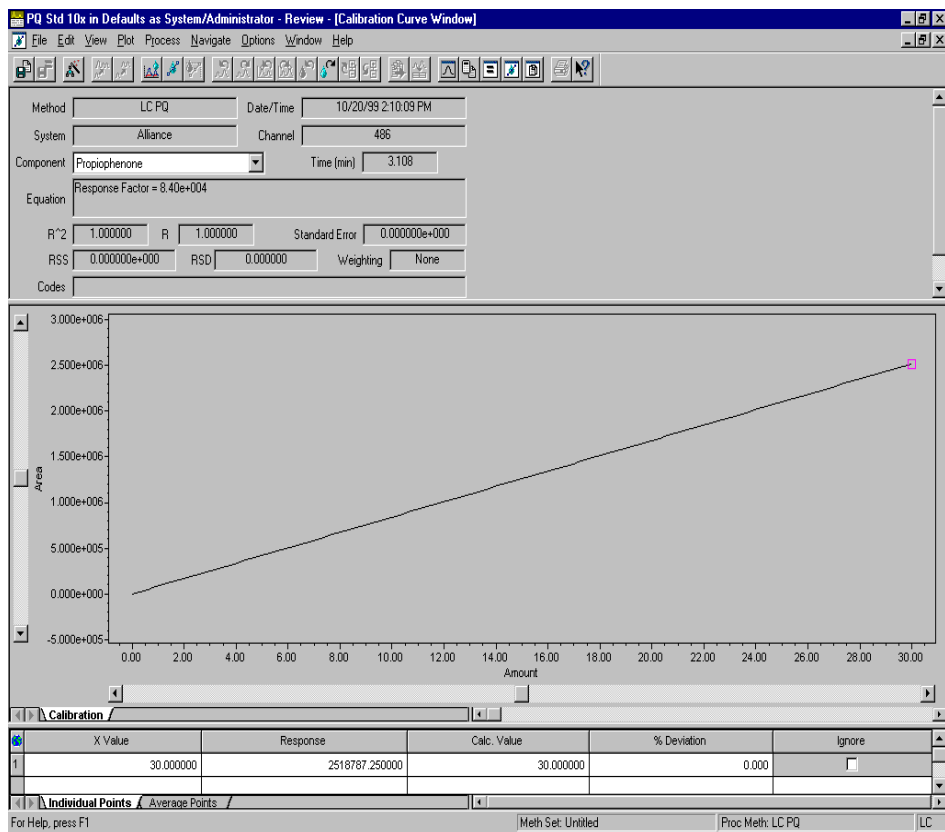 PQ Std 10x in Defaults as System/Administrator - Review - [Calibration Curve Window]
File Edit View Plot Process Navigate Options Window Help
Method LC PQ Date/Time 10/20/99 2:10:09 PM
System Alliance Channel 486
Component Propiophenone Time (min) 3.108
Equation Response Factor = 8.40e+004
R^2 1.000000 R 1.000000 Standard Error 0.000000e+000
RSS 0.000000e+000 RSD 0.000000 Weighting None
Codes
3.000e+006
2.500e+006
2.000e+006
1.500e+006
1.000e+006
5.000e+005
0.000e+000
-5.000e+005
Area
0.00 2.00 4.00 6.00 8.00 10.00 12.00 14.00 16.00 18.00 20.00 22.00 24.00 26.00 28.00 30.00
Amount
Calibration
X Value Response Calc. Value % Deviation Ignore
1 30.000000 2518787.250000 30.000000 0.000
Individual Points Average Points
For Help, press F1 Meth Set: Untitled Proc Meth: LC PQ LC